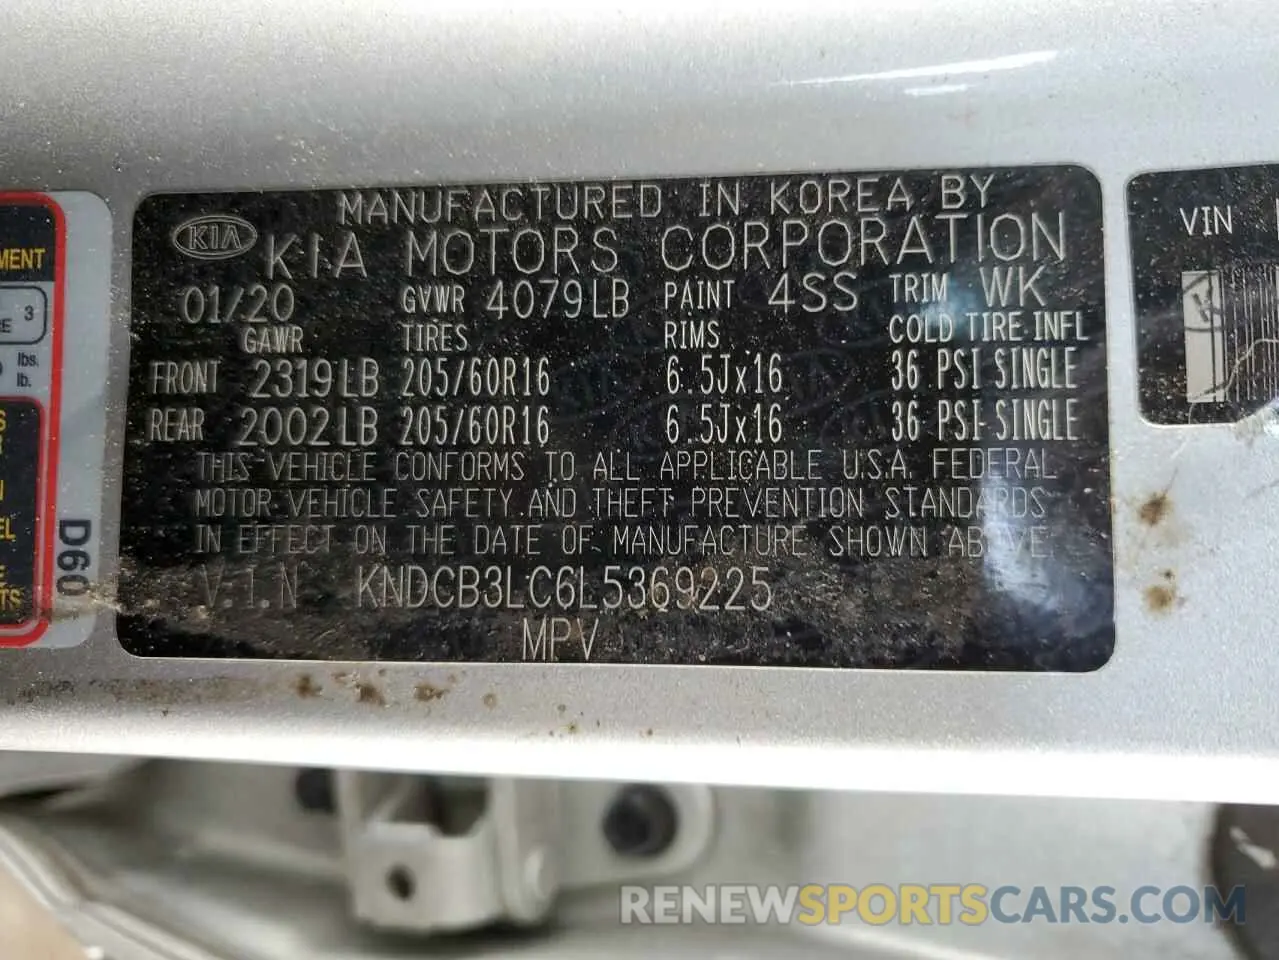 MANUFACTURED IN KOREA BY
KIA KIA MOTORS CORPORATION
01/20 GVWR 4079LB PAINT 4SS TRIM WK
GAWR TIRES RIMS COLD TIRE INFL
FRONT 2319LB 205/60R16 6.5Jx16 36 PSI SINGLE
REAR 2002LB 205/60R16 6.5Jx16 36 PSI SINGLE
THIS VEHICLE CONFORMS TO ALL APPLICABLE U.S.A. FEDERAL
MOTOR VEHICLE SAFETY AND THEFT PREVENTION STANDARDS
IN EFFECT ON THE DATE OF MANUFACTURE SHOWN ABOVE.
V.I.N KNDCB3LC6L5369225
MPV
VIN
3
lbs.
lb.
D60
RENEWSPORTSCARS.COM